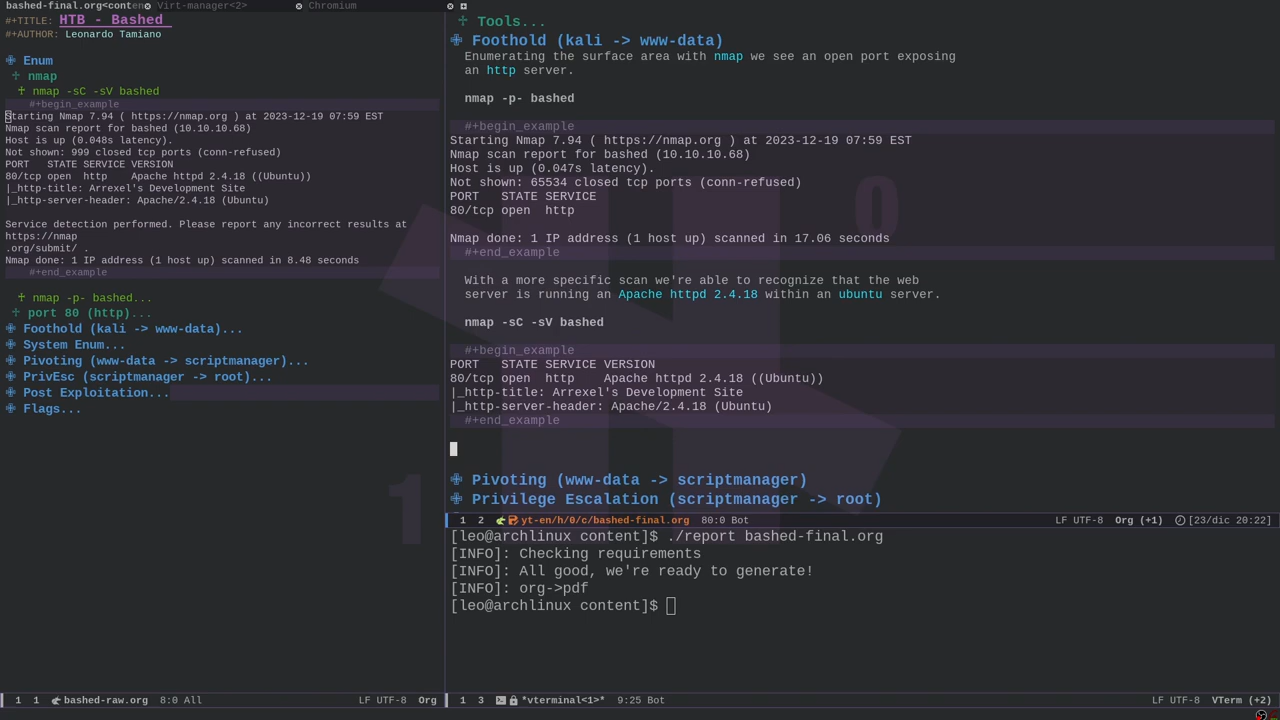 bashed-final.org<conten
Virt-manager<2>
Chromium
#+TITLE: HTB - Bashed
#+AUTHOR: Leonardo Tamiano
Enum
nmap
nmap -sC -sV bashed
#+begin_example
Starting Nmap 7.94 ( https://nmap.org ) at 2023-12-19 07:59 EST
Nmap scan report for bashed (10.10.10.68)
Host is up (0.048s latency).
Not shown: 999 closed tcp ports (conn-refused)
PORT   STATE SERVICE VERSION
80/tcp open  http    Apache httpd 2.4.18 ((Ubuntu))
|_http-title: Arrexel's Development Site
|_http-server-header: Apache/2.4.18 (Ubuntu)
Service detection performed. Please report any incorrect results at
https://nmap
.org/submit/ .
Nmap done: 1 IP address (1 host up) scanned in 8.48 seconds
#+end_example
nmap -p- bashed...
port 80 (http)...
Foothold (kali -> www-data)...
System Enum...
Pivoting (www-data -> scriptmanager)...
PrivEsc (scriptmanager -> root)...
Post Exploitation...
Flags...
1 1 bashed-raw.org 8:0 All LF UTF-8 Org
Tools...
Foothold (kali -> www-data)
Enumerating the surface area with nmap we see an open port exposing
an http server.
nmap -p- bashed
#+begin_example
Starting Nmap 7.94 ( https://nmap.org ) at 2023-12-19 07:59 EST
Nmap scan report for bashed (10.10.10.68)
Host is up (0.047s latency).
Not shown: 65534 closed tcp ports (conn-refused)
PORT   STATE SERVICE
80/tcp open  http
Nmap done: 1 IP address (1 host up) scanned in 17.06 seconds
#+end_example
With a more specific scan we're able to recognize that the web
server is running an Apache httpd 2.4.18 within an ubuntu server.
nmap -sC -sV bashed
#+begin_example
PORT   STATE SERVICE VERSION
80/tcp open  http    Apache httpd 2.4.18 ((Ubuntu))
|_http-title: Arrexel's Development Site
|_http-server-header: Apache/2.4.18 (Ubuntu)
#+end_example
Pivoting (www-data -> scriptmanager)
Privilege Escalation (scriptmanager -> root)
1 2 yt-en/h/0/c/bashed-final.org 80:0 Bot LF UTF-8 Org (+1) [23/dic 20:22]
[leo@archlinux content]$ ./report bashed-final.org
[INFO]: Checking requirements
[INFO]: All good, we're ready to generate!
[INFO]: org->pdf
[leo@archlinux content]$
1 3 *vterminal<1>* 9:25 Bot LF UTF-8 VTerm (+2)
0
1